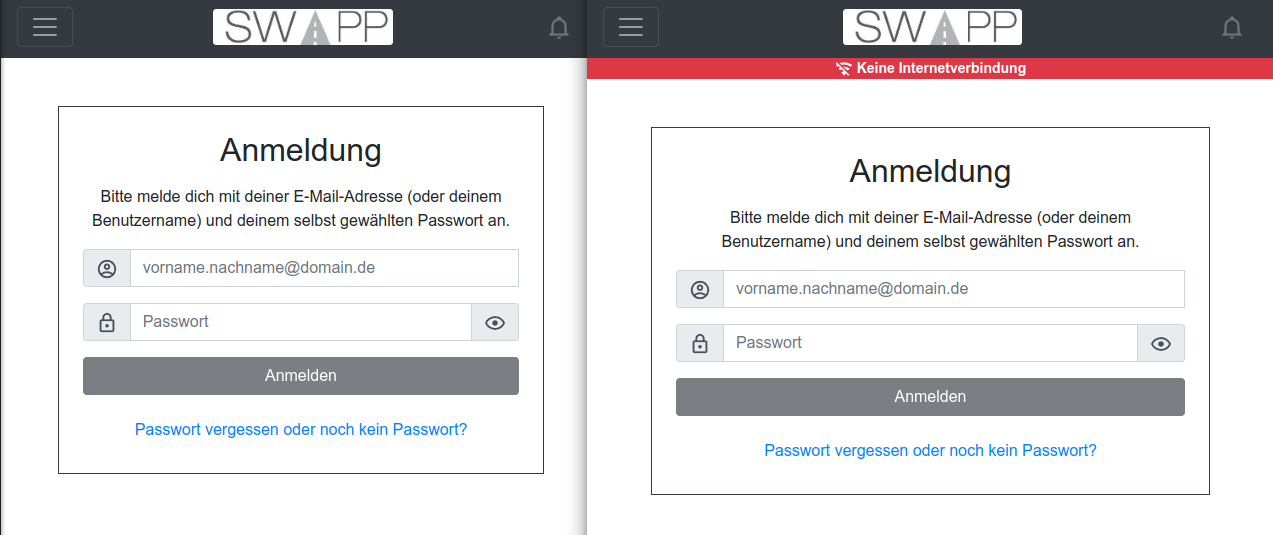 SWAPP
Anmeldung
Bitte melde dich mit deiner E-Mail-Adresse (oder deinem
Benutzername) und deinem selbst gewählten Passwort an.
vorname.nachname@domain.de
Passwort
Anmelden
Passwort vergessen oder noch kein Passwort?
SWAPP
Keine Internetverbindung
Anmeldung
Bitte melde dich mit deiner E-Mail-Adresse (oder deinem
Benutzername) und deinem selbst gewählten Passwort an.
vorname.nachname@domain.de
Passwort
Anmelden
Passwort vergessen oder noch kein Passwort?